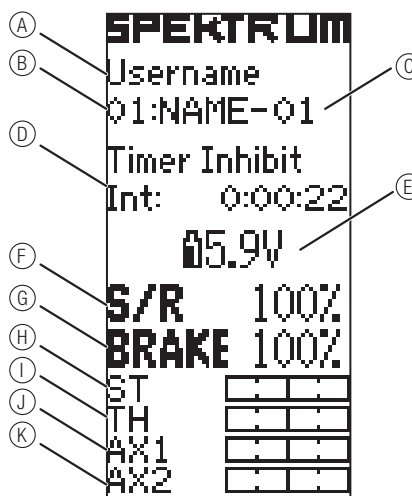 SPEKTRUM
A
Username
B
01:NAME-01
C
Timer Inhibit
D
Int: 0:00:22
E
5.9V
F
S/R 100%
G
BRAKE 100%
H
ST
I
TH
J
AX1
K
AX2